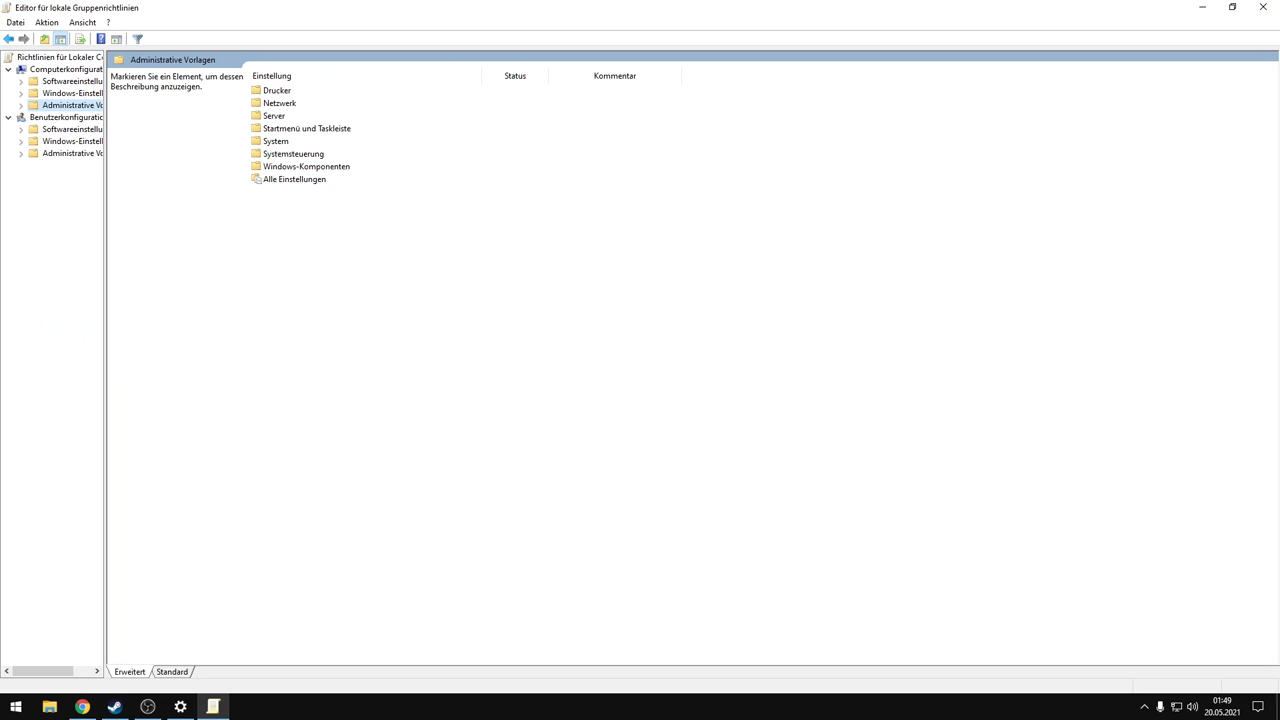 Editor für lokale Gruppenrichtlinien
Datei Aktion Ansicht ?
Richtlinien für Lokaler Co
Computerkonfigurat
Softwareeinstellu
Windows-Einstell
Administrative Vo
Benutzerkonfiguratio
Softwareeinstellu
Windows-Einstell
Administrative Vo
Administrative Vorlagen
Markieren Sie ein Element, um dessen
Beschreibung anzuzeigen.
Einstellung Status Kommentar
Drucker
Netzwerk
Server
Startmenü und Taskleiste
System
Systemsteuerung
Windows-Komponenten
Alle Einstellungen
Erweitert Standard
01:49
20.05.2021